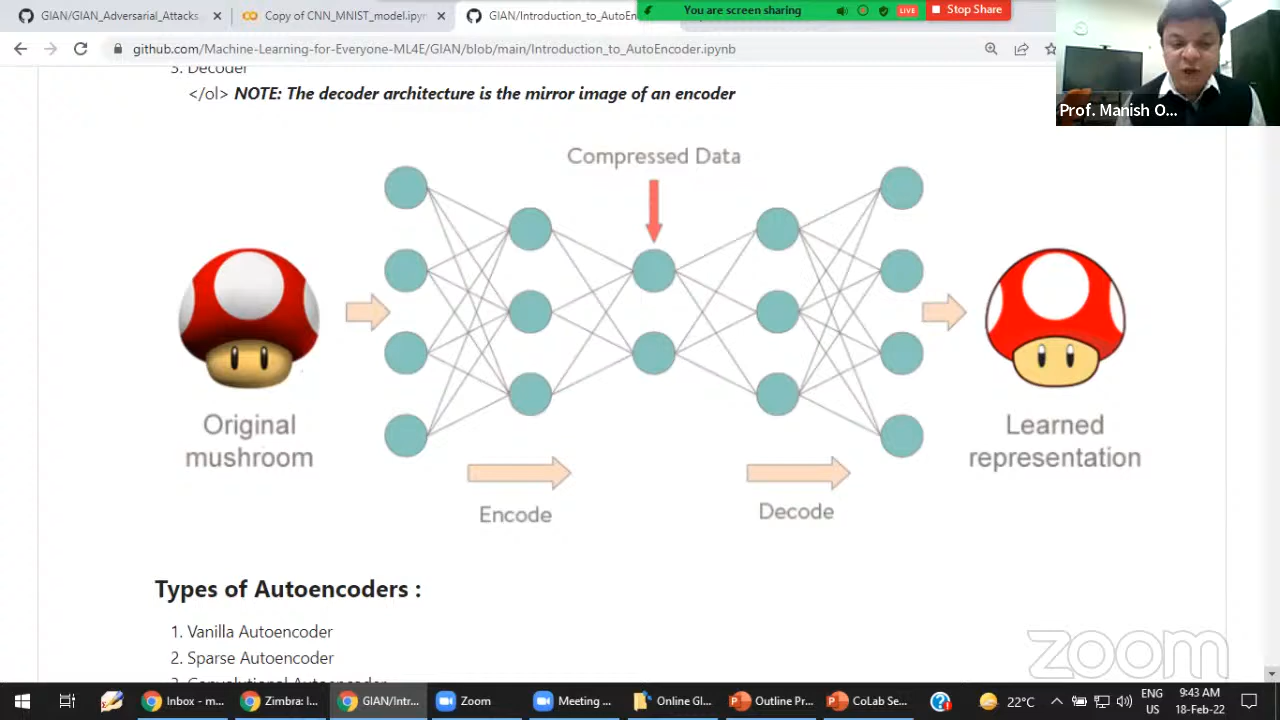 GIAN/GIAN_Adversarial_Attacks
Copy of CNN_MNIST_model.ipyn
GIAN/Introduction_to_AutoEn
You are screen sharing
LIVE
Stop Share
github.com/Machine-Learning-for-Everyone-ML4E/GIAN/blob/main/Introduction_to_AutoEncoder.ipynb
Prof. Manish O...
3. Decoder
</ol> NOTE: The decoder architecture is the mirror image of an encoder
Compressed Data
Original
mushroom
Learned
representation
Encode
Decode
Types of Autoencoders :
1. Vanilla Autoencoder
2. Sparse Autoencoder
3. Convolutional Autoencoder
zoom
Inbox - m...
Zimbra: I...
GIAN/Intr...
Zoom
Meeting ...
Online Gl...
Outline Pr...
CoLab Se...
22°C
ENG
US
9:43 AM
18-Feb-22